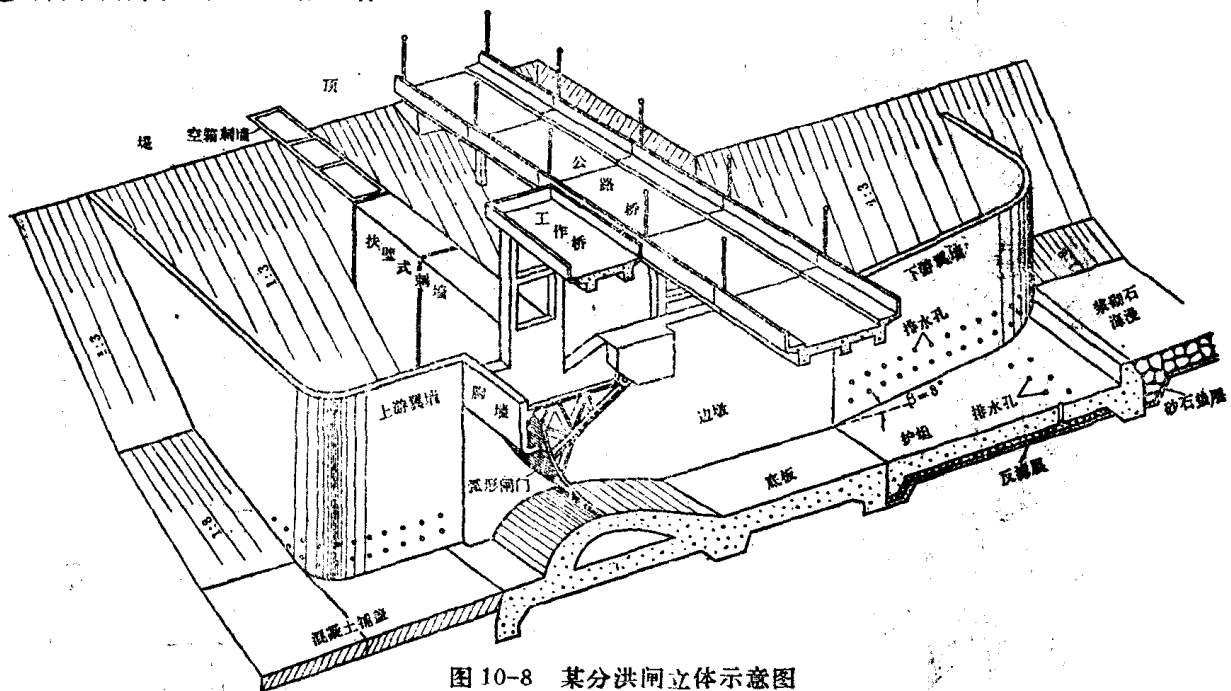 堤
顶
空箱刺墙
扶壁式刺墙
公路桥
工作桥
1:3
1:3
1:3
1:8
上游翼墙
胸墙
弧形闸门
边墩
底板
下游翼墙
排水孔
β=8°
排水孔
护坦
浆砌石
海漫
砂石垫层
反滤层
混凝土铺盖
图 10-8 某分洪闸立体示意图